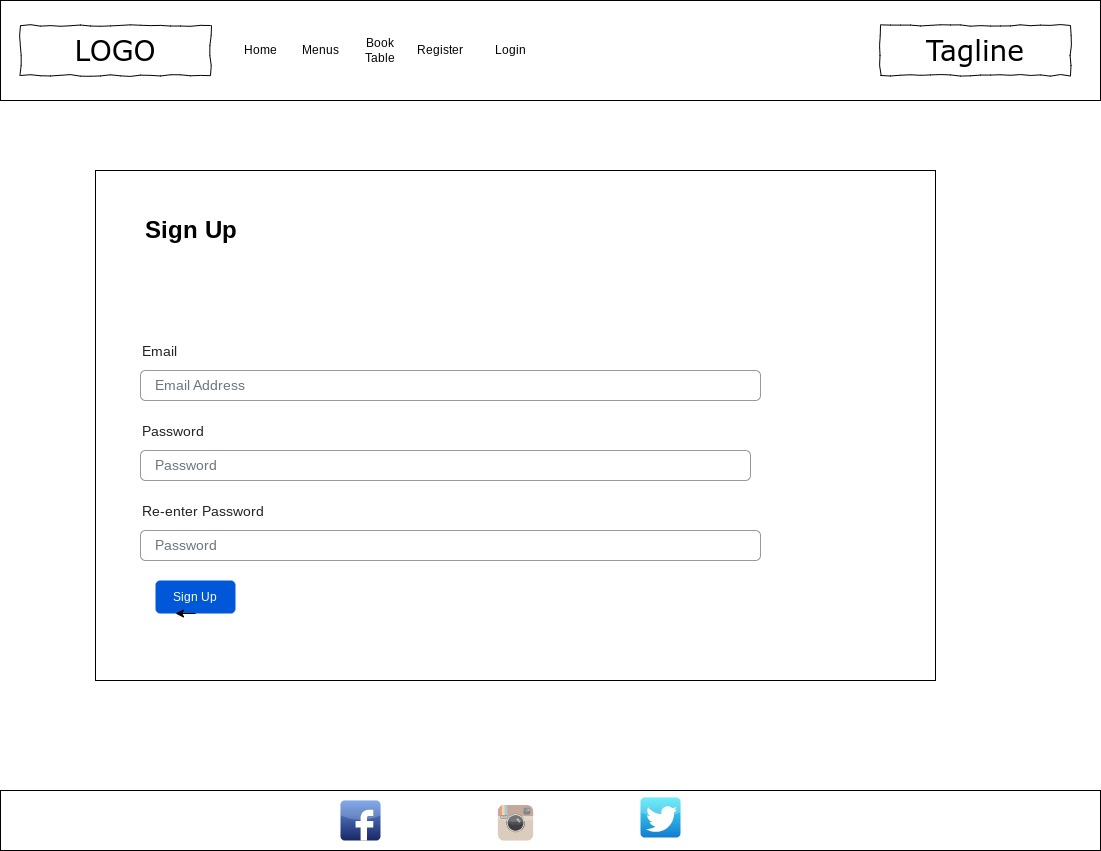 LOGO
Home
Menus
Book
Table
Register
Login
Tagline
Sign Up
Email
Email Address
Password
Password
Re-enter Password
Password
Sign Up